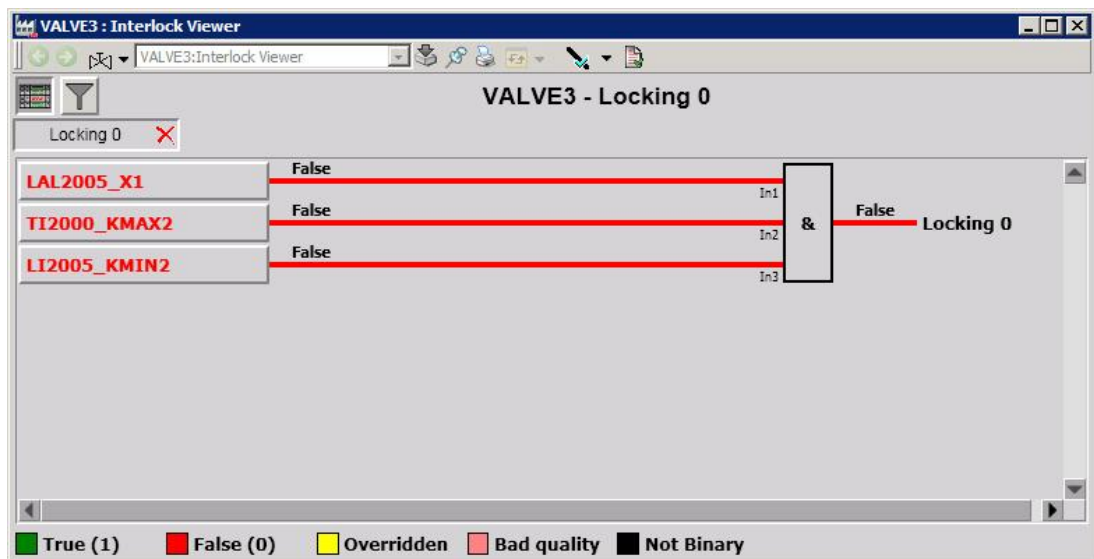 VALVE3 : Interlock Viewer
VALVE3:Interlock Viewer
VALVE3 - Locking 0
Locking 0
LAL2005_X1 False In1
TI2000_KMAX2 False In2 & False Locking 0
LI2005_KMIN2 False In3
True (1) False (0) Overridden Bad quality Not Binary